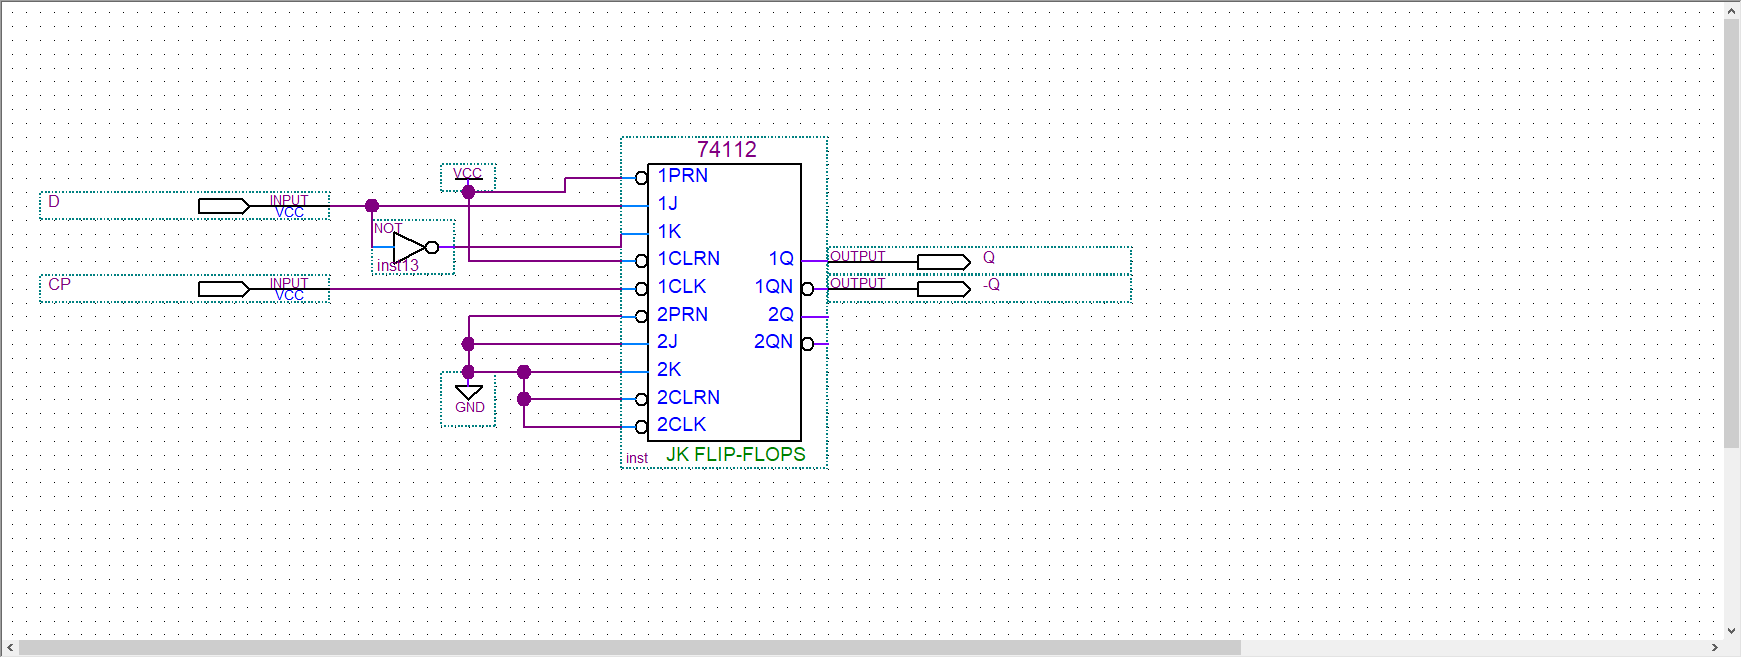 74112
VCC
1PRN
D
INPUT
VCC
1J
NOT
1K
inst13
1CLRN
1Q
OUTPUT
Q
CP
INPUT
VCC
1CLK
1QN
OUTPUT
-Q
2PRN
2Q
2J
2QN
2K
GND
2CLRN
2CLK
inst
JK FLIP-FLOPS